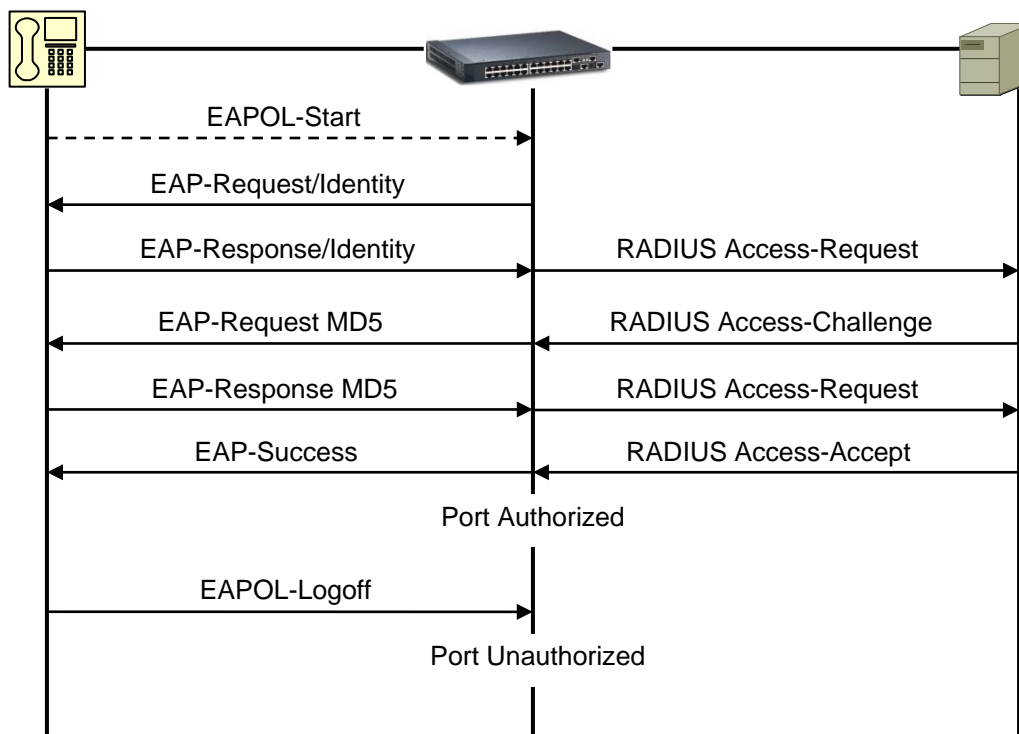 EAPOL-Start
EAP-Request/Identity
EAP-Response/Identity RADIUS Access-Request
EAP-Request MD5 RADIUS Access-Challenge
EAP-Response MD5 RADIUS Access-Request
EAP-Success RADIUS Access-Accept
Port Authorized
EAPOL-Logoff
Port Unauthorized